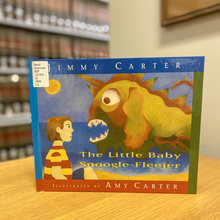 JIMMY CARTER
The Little Baby
Snoogle-Fleejer
ILLUSTRATED BY AMY CARTER